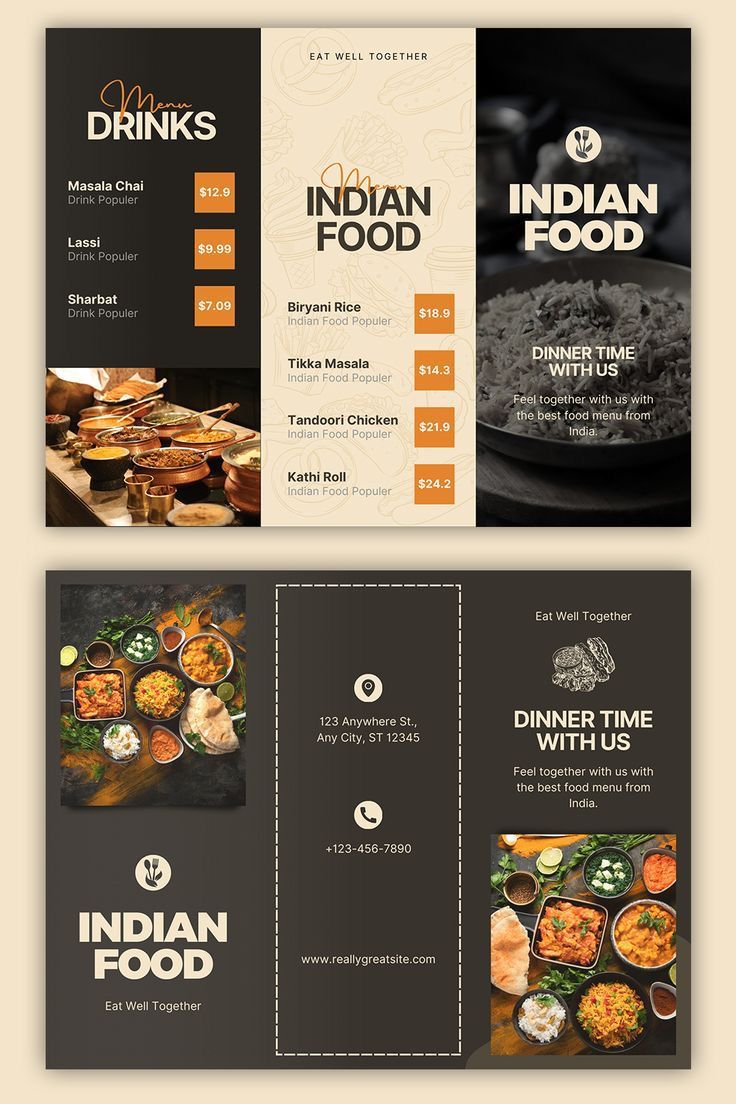 Menu
DRINKS
Masala Chai
Drink Populer
$12.9
Lassi
Drink Populer
$9.99
Sharbat
Drink Populer
$7.09
EAT WELL TOGETHER
Menu
INDIAN
FOOD
Biryani Rice
Indian Food Populer
$18.9
Tikka Masala
Indian Food Populer
$14.3
Tandoori Chicken
Indian Food Populer
$21.9
Kathi Roll
Indian Food Populer
$24.2
INDIAN
FOOD
DINNER TIME
WITH US
Feel together with us with
the best food menu from
India.
INDIAN
FOOD
Eat Well Together
123 Anywhere St.,
Any City, ST 12345
+123-456-7890
www.reallygreatsite.com
Eat Well Together
DINNER TIME
WITH US
Feel together with us with
the best food menu from
India.